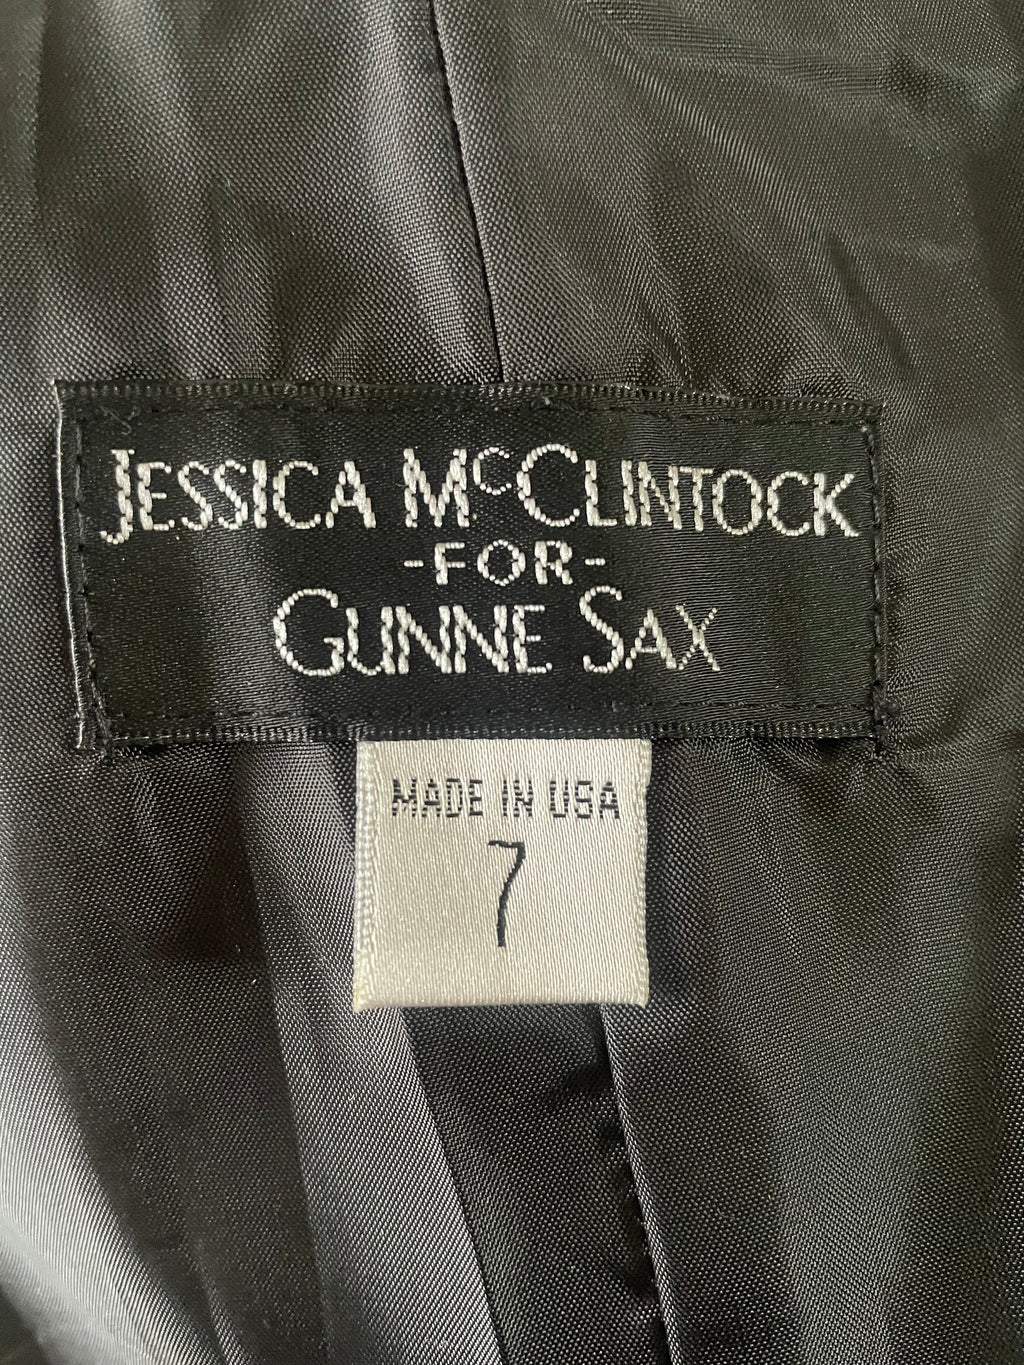 JESSICA McCLINTOCK
-FOR-
GUNNE SAX
MADE IN USA
7